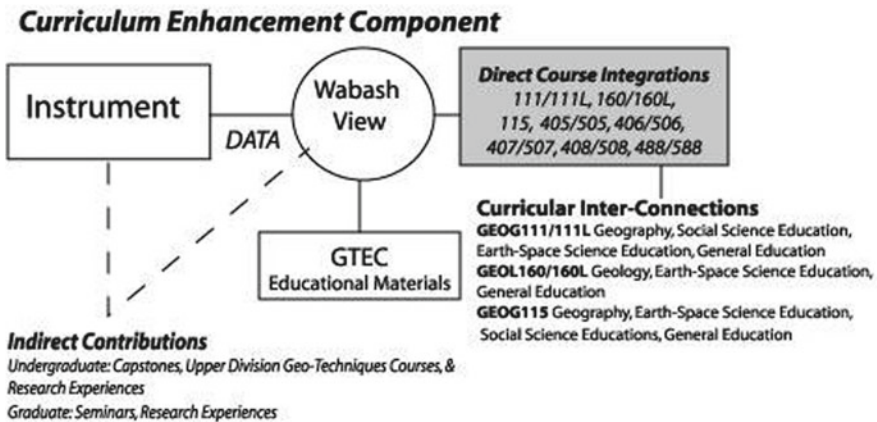 Curriculum Enhancement Component
Instrument
DATA
Wabash
View
Direct Course Integrations
111/111L, 160/160L,
115, 405/505, 406/506,
407/507, 408/508, 488/588
GTEC
Educational Materials
Curricular Inter-Connections
GEOG111/111L Geography, Social Science Education,
Earth-Space Science Education, General Education
GEOL160/160L Geology, Earth-Space Science Education,
General Education
GEOG115 Geography, Earth-Space Science Education,
Social Science Educations, General Education
Indirect Contributions
Undergraduate: Capstones, Upper Division Geo-Techniques Courses, &
Research Experiences
Graduate: Seminars, Research Experiences